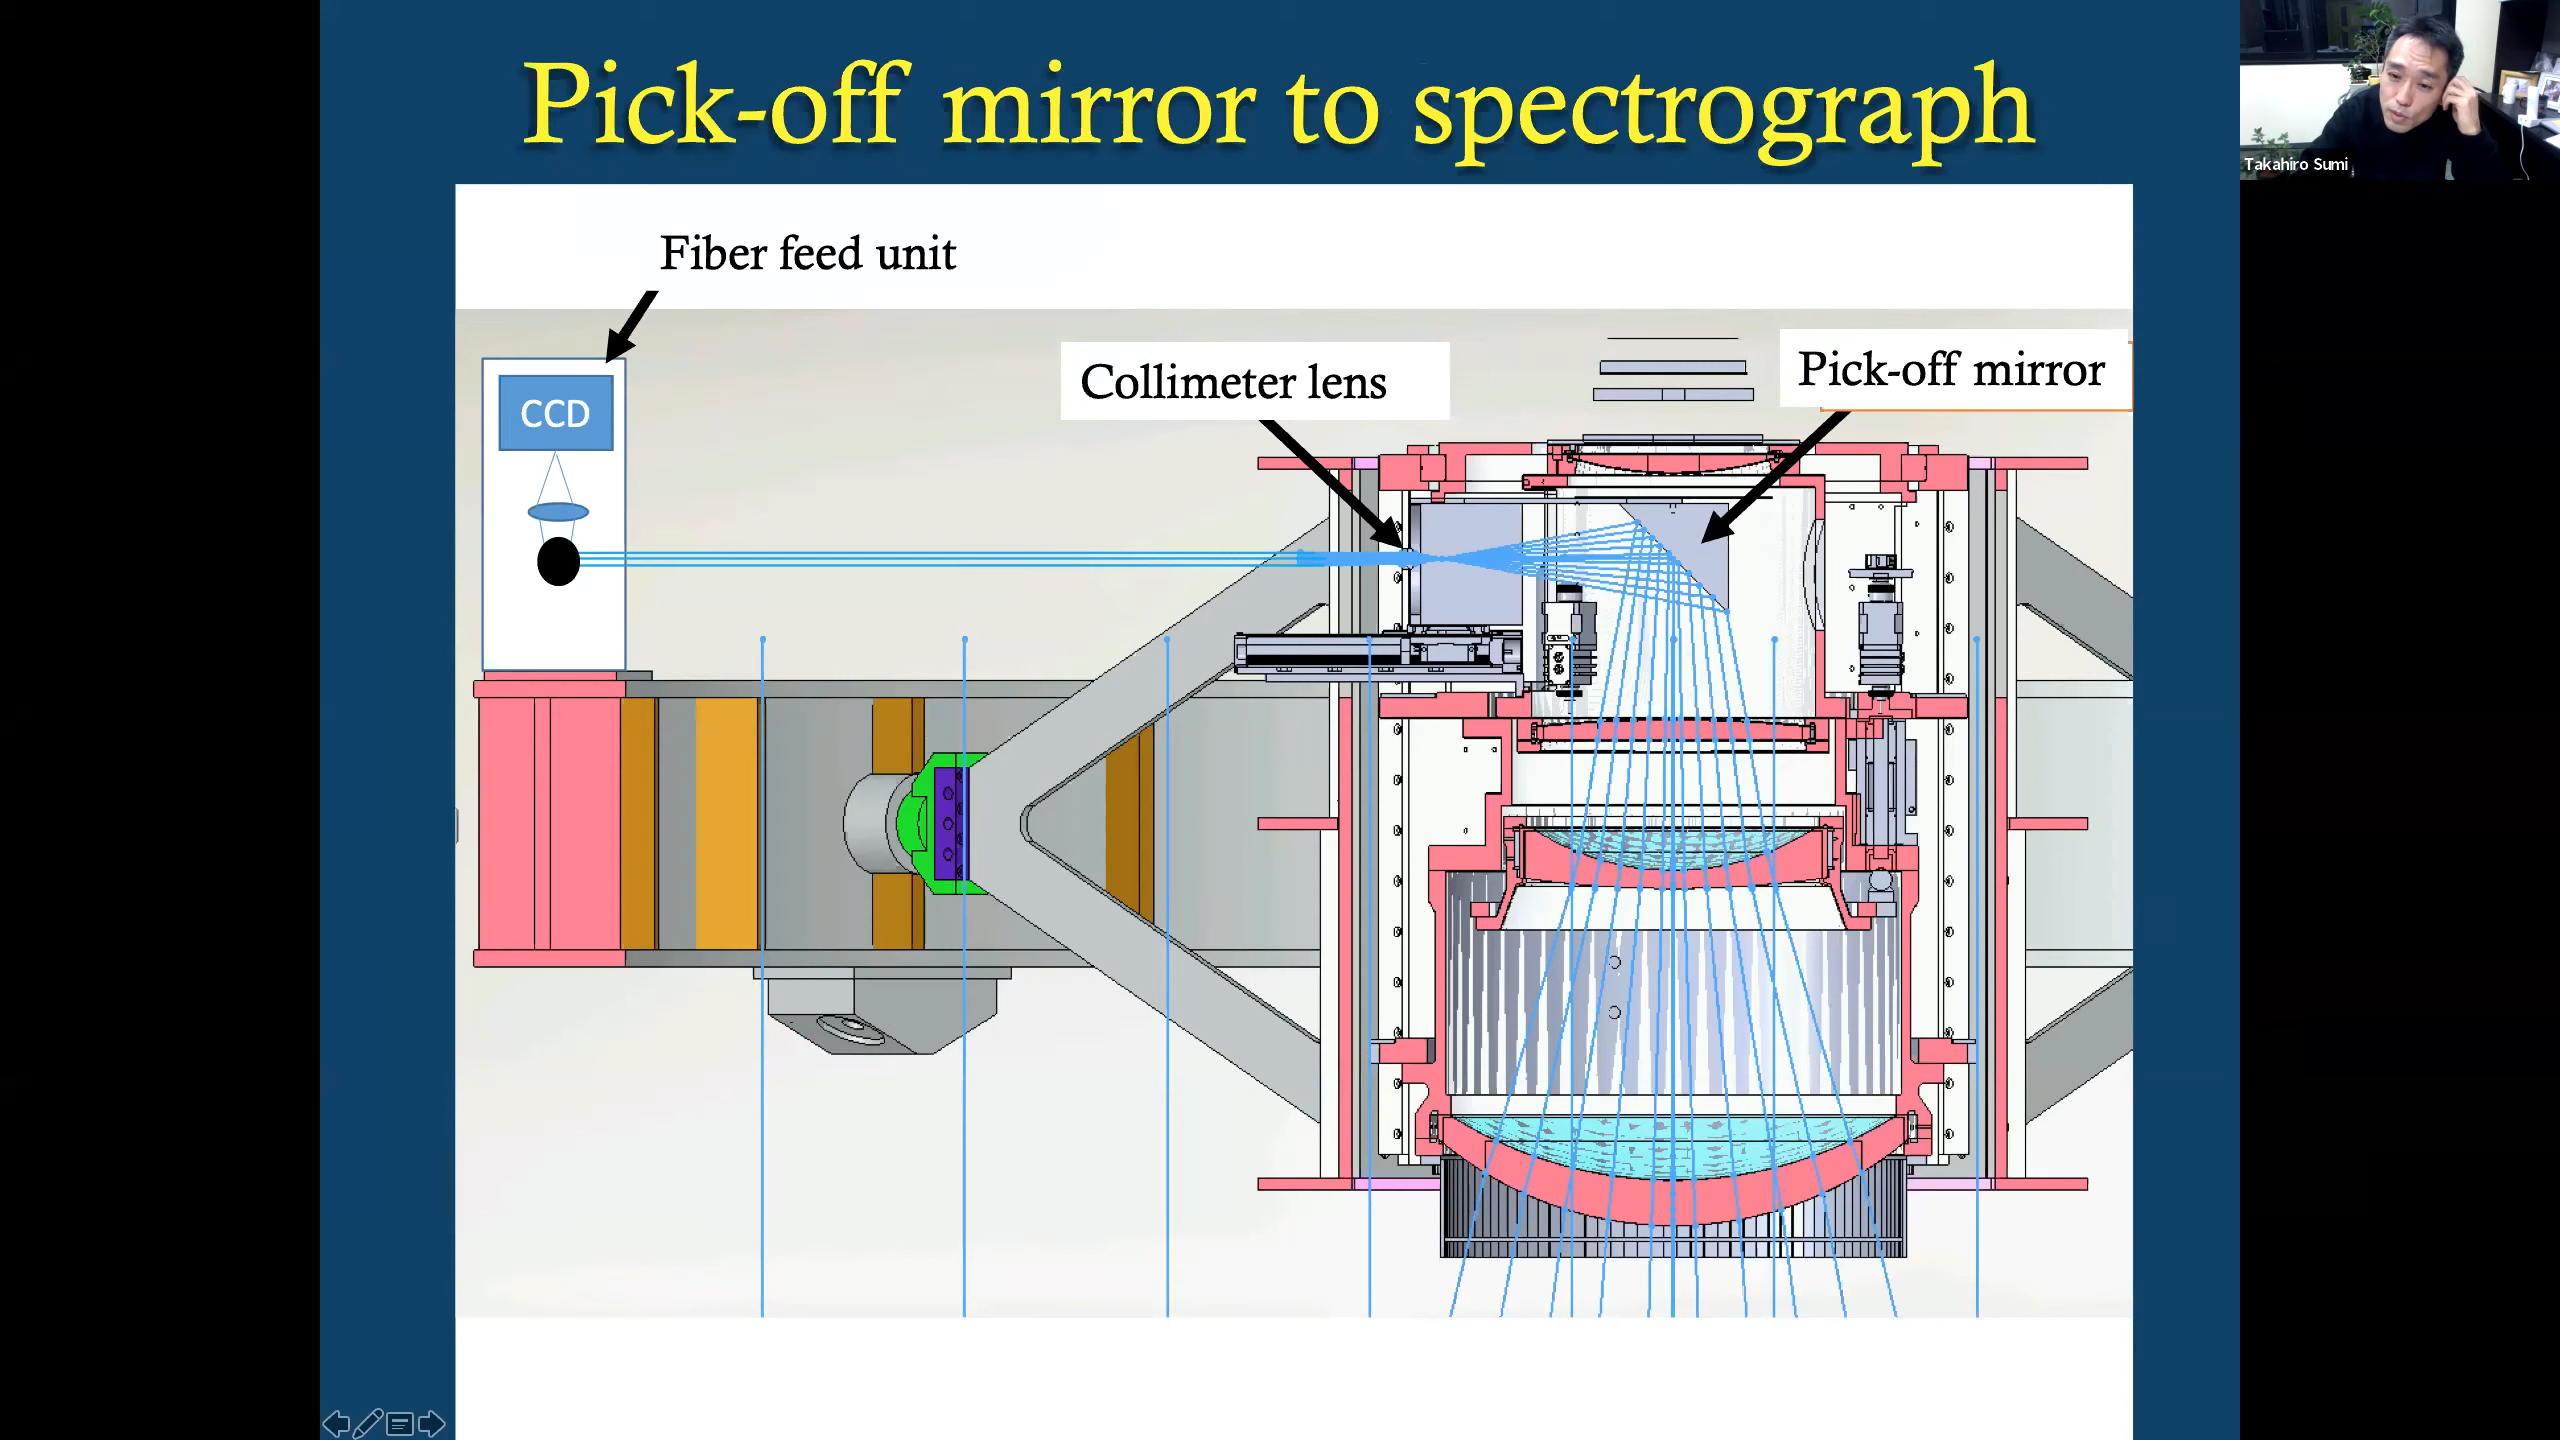 Pick-off mirror to spectrograph
Takahiro Sumi
Fiber feed unit
Collimeter lens
Pick-off mirror
CCD